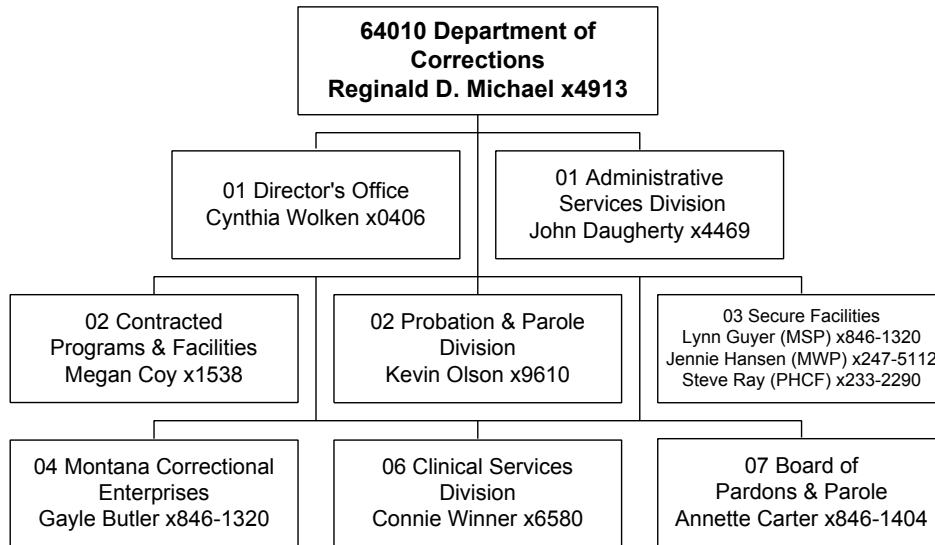 64010 Department of
Corrections
Reginald D. Michael x4913
01 Director's Office
Cynthia Wolken x0406
01 Administrative
Services Division
John Daugherty x4469
02 Contracted
Programs & Facilities
Megan Coy x1538
02 Probation & Parole
Division
Kevin Olson x9610
03 Secure Facilities
Lynn Guyer (MSP) x846-1320
Jennie Hansen (MWP) x247-5112
Steve Ray (PHCF) x233-2290
04 Montana Correctional
Enterprises
Gayle Butler x846-1320
06 Clinical Services
Division
Connie Winner x6580
07 Board of
Pardons & Parole
Annette Carter x846-1404